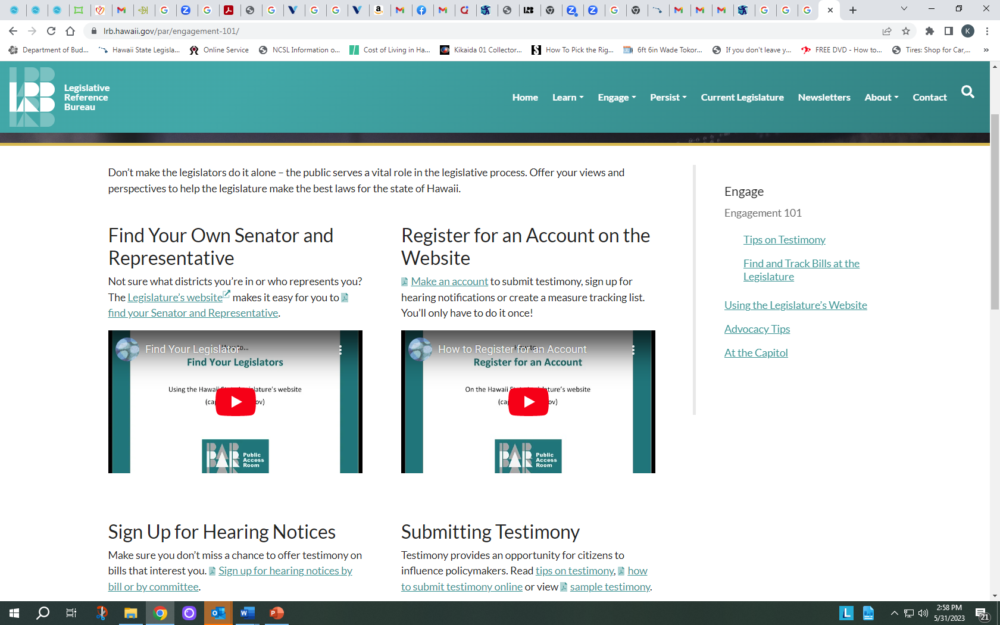 lrb.hawaii.gov/par/engagement-101/
K
Department of Bud...
Hawaii State Legisla...
Online Service
NCSL Information o...
Cost of Living in Ha...
Kikaida 01 Collector...
How To Pick the Rig...
6ft 6in Wade Tokor...
If you don't leave y...
FREE DVD - How to...
Tires: Shop for Car,...
»
LRB
Legislative
Reference
Bureau
Home
Learn
Engage
Persist
Current Legislature
Newsletters
About
Contact
Don't make the legislators do it alone – the public serves a vital role in the legislative process. Offer your views and
perspectives to help the legislature make the best laws for the state of Hawaii.
Find Your Own Senator and
Representative
Not sure what districts you're in or who represents you?
The Legislature's website makes it easy for you to
find your Senator and Representative.
Find Your Legislator
Find Your Legislators
(ca
ov)
PAR
Public
Access
Room
Register for an Account on the
Website
Make an account to submit testimony, sign up for
hearing notifications or create a measure tracking list.
You'll only have to do it once!
How to Register for an Account
Register for an Account
(ca
ov)
PAR
Public
Access
Room
Sign Up for Hearing Notices
Make sure you don't miss a chance to offer testimony on
bills that interest you. Sign up for hearing notices by
bill or by committee.
Submitting Testimony
Testimony provides an opportunity for citizens to
influence policymakers. Read tips on testimony, how
to submit testimony online or view sample testimony.
Engage
Engagement 101
Tips on Testimony
Find and Track Bills at the
Legislature
Using the Legislature's Website
Advocacy Tips
At the Capitol
L
2:58 PM
5/31/2023
21